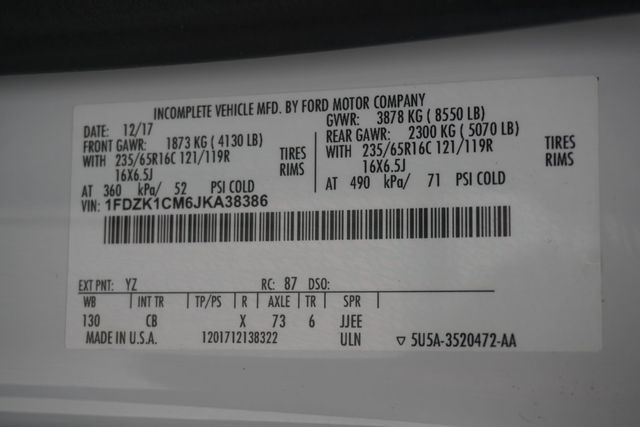 INCOMPLETE VEHICLE MFD. BY FORD MOTOR COMPANY
DATE: 12/17 GVWR: 3878 KG ( 8550 LB)
FRONT GAWR: 1873 KG ( 4130 LB) REAR GAWR: 2300 KG ( 5070 LB)
WITH 235/65R16C 121/119R TIRES WITH 235/65R16C 121/119R TIRES
16X6.5J RIMS 16X6.5J RIMS
AT 360 kPa/ 52 PSI COLD AT 490 kPa/ 71 PSI COLD
VIN: 1FDZK1CM6JKA38386
EXT PNT: YZ RC: 87 DSO:
WB INT TR TP/PS R AXLE TR SPR
130 CB X 73 6 JJEE
MADE IN U.S.A. 1201712138322 ULN ▽ 5U5A-3520472-AA